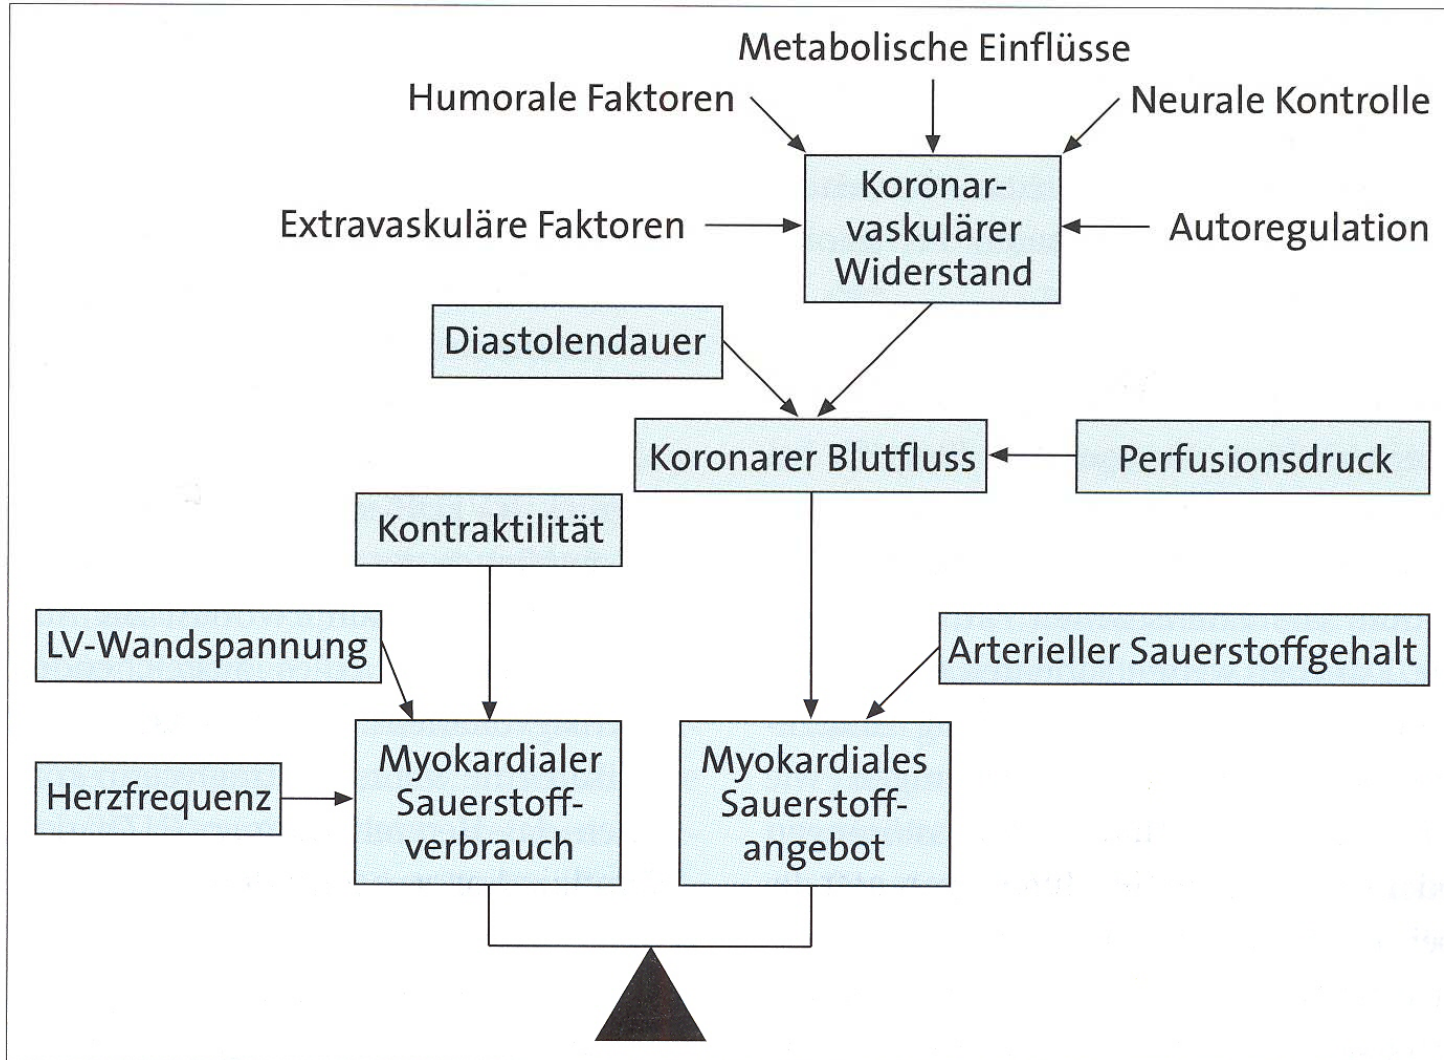 Metabolische Einflüsse
Humorale Faktoren
Neurale Kontrolle
Koronar-
vaskulärer
Widerstand
Extravaskuläre Faktoren
Autoregulation
Diastolendauer
Koronarer Blutfluss
Perfusionsdruck
Kontraktilität
LV-Wandspannung
Arterieller Sauerstoffgehalt
Herzfrequenz
Myokardialer
Sauerstoff-
verbrauch
Myokardiales
Sauerstoff-
angebot